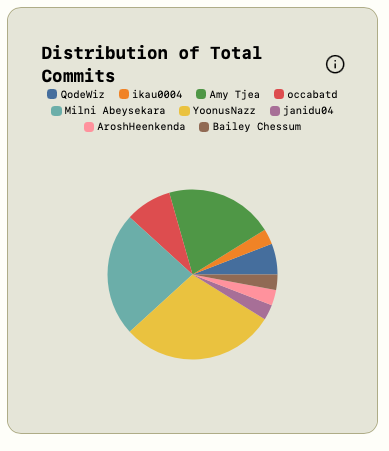 Distribution of Total
Commits
QodeWiz ikau0004 Amy Tjea occabatd
Milni Abeysekara YoonusNazz janidu04
AroshHeenkenda Bailey Chessum